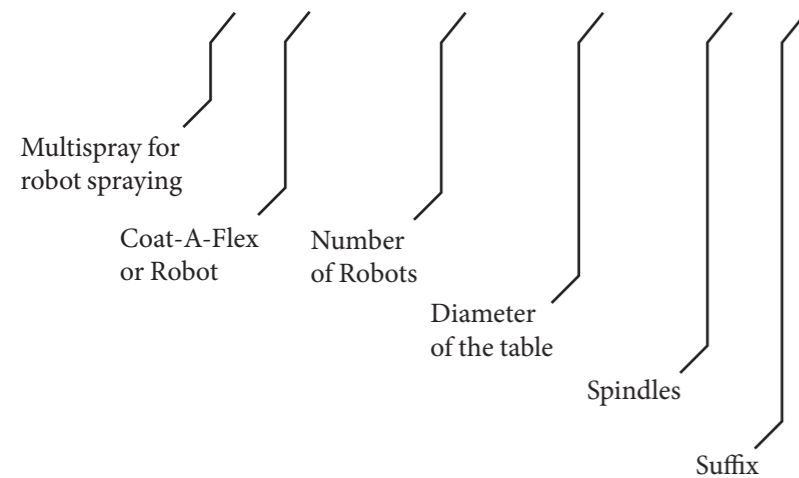 Multispray for
robot spraying
Coat-A-Flex
or Robot
Number
of Robots
Diameter
of the table
Spindles
Suffix